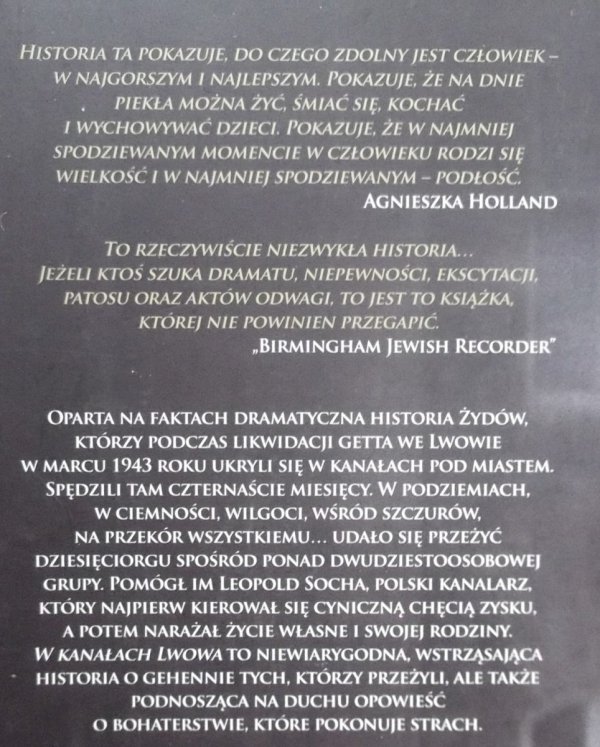 HISTORIA TA POKAZUJE, DO CZEGO ZDOLNY JEST CZŁOWIEK –
W NAJGORSZYM I NAJLEPSZYM. POKAZUJE, ŻE NA DNIE
PIEKŁA MOŻNA ŻYĆ, ŚMIAĆ SIĘ, KOCHAĆ
I WYCHOWYWAĆ DZIECI. POKAZUJE, ŻE W NAJMNIEJ
SPODZIEWANYM MOMENCIE W CZŁOWIEKU RODZI SIĘ
WIELKOŚĆ I W NAJMNIEJ SPODZIEWANYM – PODŁOŚĆ.
AGNIESZKA HOLLAND
TO RZECZYWIŚCIE NIEZWYKŁA HISTORIA...
JEŻELI KTOŚ SZUKA DRAMATU, NIEPEWNOŚCI, EKSCYTACJI,
PATOSU ORAZ AKTÓW ODWAGI, TO JEST TO KSIĄŻKA,
KTÓREJ NIE POWINIEN PRZEGAPIĆ.
„BIRMINGHAM JEWISH RECORDER”
OPARTA NA FAKTACH DRAMATYCZNA HISTORIA ŻYDÓW,
KTÓRZY PODCZAS LIKWIDACJI GETTA WE LWOWIE
W MARCU 1943 ROKU UKRYLI SIĘ W KANAŁACH POD MIASTEM.
SPĘDZILI TAM CZTERNAŚCIE MIESIĘCY. W PODZIEMIACH,
W CIEMNOŚCI, WILGOCI, WŚRÓD SZCZURÓW,
NA PRZEKÓR WSZYSTKIEMU... UDAŁO SIĘ PRZEŻYĆ
DZIESIĘCIORGU SPOŚRÓD PONAD DWUDZIESTOOSOBOWEJ
GRUPY. POMÓGŁ IM LEOPOLD SOCHA, POLSKI KANALARZ,
KTÓRY NAJPIERW KIEROWAŁ SIĘ CYNICZNĄ CHĘCIĄ ZYSKU,
A POTEM NARAŻAŁ ŻYCIE WŁASNE I SWOJEJ RODZINY.
W KANAŁACH LWOWA TO NIEWIARYGODNA, WSTRZĄSAJĄCA
HISTORIA O GEHENNIE TYCH, KTÓRZY PRZEŻYLI, ALE TAKŻE
PODNOSZĄCA NA DUCHU OPOWIEŚĆ
O BOHATERSTWIE, KTÓRE POKONUJE STRACH.